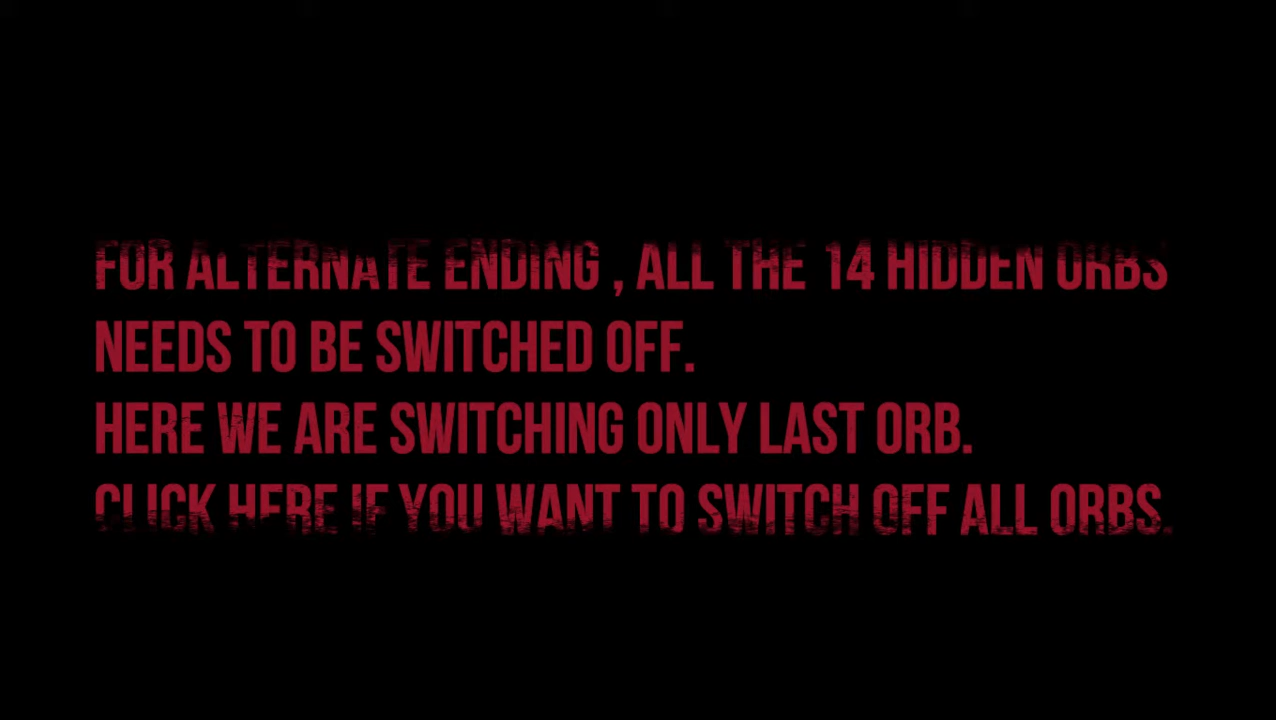 FOR ALTERNATE ENDING , ALL THE 14 HIDDEN ORBS
NEEDS TO BE SWITCHED OFF.
HERE WE ARE SWITCHING ONLY LAST ORB.
CLICK HERE IF YOU WANT TO SWITCH OFF ALL ORBS.